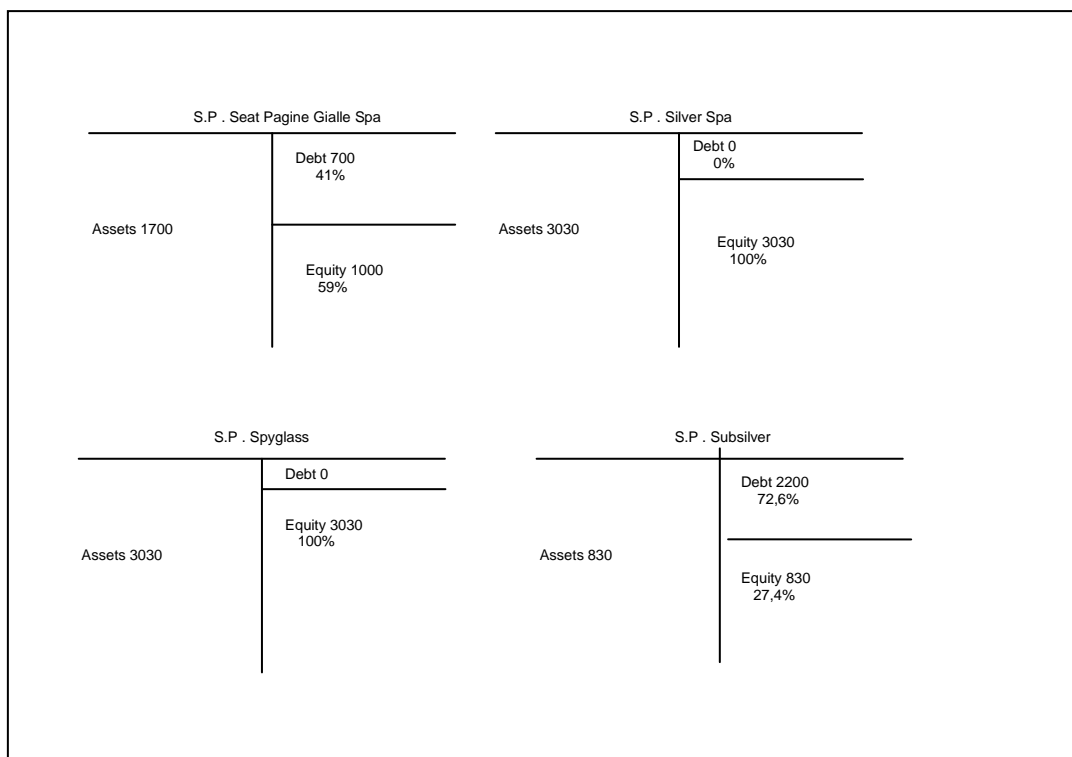 S.P . Seat Pagine Gialle Spa
Debt 700
41%
Assets 1700
Equity 1000
59%
S.P . Silver Spa
Debt 0
0%
Assets 3030
Equity 3030
100%
S.P . Spyglass
Debt 0
Equity 3030
100%
Assets 3030
S.P . Subsilver
Debt 2200
72,6%
Assets 830
Equity 830
27,4%